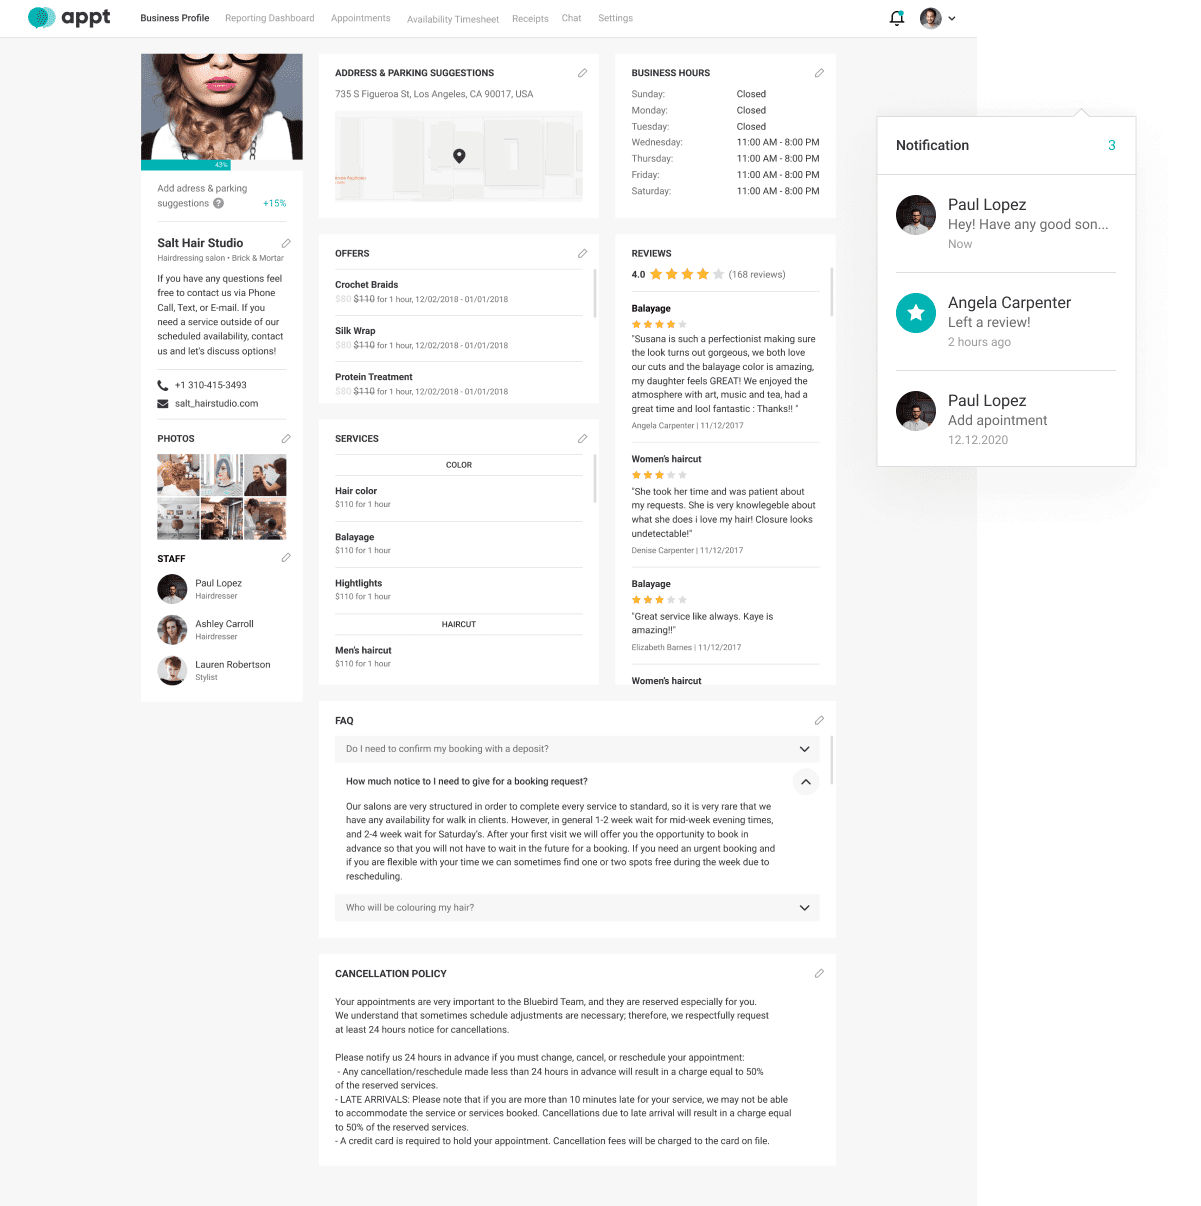 appt
Business Profile
Reporting Dashboard
Appointments
Availability Timesheet
Receipts
Chat
Settings
43%
Add adress & parking
suggestions ?
+15%
Salt Hair Studio
Hairdressing salon • Brick & Mortar
If you have any questions feel
free to contact us via Phone
Call, Text, or E-mail. If you
need a service outside of our
scheduled availability, contact
us and let's discuss options!
+1 310-415-3493
salt_hairstudio.com
PHOTOS
STAFF
Paul Lopez
Hairdresser
Ashley Carroll
Hairdresser
Lauren Robertson
Stylist
ADDRESS & PARKING SUGGESTIONS
735 S Figueroa St, Los Angeles, CA 90017, USA
OFFERS
Crochet Braids
$80 $110 for 1 hour, 12/02/2018 - 01/01/2018
Silk Wrap
$80 $110 for 1 hour, 12/02/2018 - 01/01/2018
Protein Treatment
$80 $110 for 1 hour, 12/02/2018 - 01/01/2018
SERVICES
COLOR
Hair color
$110 for 1 hour
Balayage
$110 for 1 hour
Hightlights
$110 for 1 hour
HAIRCUT
Men's haircut
$110 for 1 hour
BUSINESS HOURS
Sunday: Closed
Monday: Closed
Tuesday: Closed
Wednesday: 11:00 AM - 8:00 PM
Thursday: 11:00 AM - 8:00 PM
Friday: 11:00 AM - 8:00 PM
Saturday: 11:00 AM - 8:00 PM
REVIEWS
4.0 (168 reviews)
Balayage
"Susana is such a perfectionist making sure
the look turns out gorgeous, we both love
our cuts and the balayage color is amazing,
my daughter feels GREAT! We enjoyed the
atmosphere with art, music and tea, had a
great time and lool fantastic : Thanks!! "
Angela Carpenter | 11/12/2017
Women's haircut
"She took her time and was patient about
my requests. She is very knowlegeble about
what she does i love my hair! Closure looks
undetectable!"
Denise Carpenter | 11/12/2017
Balayage
"Great service like always. Kaye is
amazing!!"
Elizabeth Barnes | 11/12/2017
Women's haircut
FAQ
Do I need to confirm my booking with a deposit?
How much notice to I need to give for a booking request?
Our salons are very structured in order to complete every service to standard, so it is very rare that we
have any availability for walk in clients. However, in general 1-2 week wait for mid-week evening times,
and 2-4 week wait for Saturday's. After your first visit we will offer you the opportunity to book in
advance so that you will not have to wait in the future for a booking. If you need an urgent booking and
if you are flexible with your time we can sometimes find one or two spots free during the week due to
rescheduling.
Who will be colouring my hair?
CANCELLATION POLICY
Your appointments are very important to the Bluebird Team, and they are reserved especially for you.
We understand that sometimes schedule adjustments are necessary; therefore, we respectfully request
at least 24 hours notice for cancellations.
Please notify us 24 hours in advance if you must change, cancel, or reschedule your appointment:
- Any cancellation/reschedule made less than 24 hours in advance will result in a charge equal to 50%
of the reserved services.
- LATE ARRIVALS: Please note that if you are more than 10 minutes late for your service, we may not be able
to accommodate the service or services booked. Cancellations due to late arrival will result in a charge equal
to 50% of the reserved services.
- A credit card is required to hold your appointment. Cancellation fees will be charged to the card on file.
Notification 3
Paul Lopez
Hey! Have any good son...
Now
Angela Carpenter
Left a review!
2 hours ago
Paul Lopez
Add apointment
12.12.2020